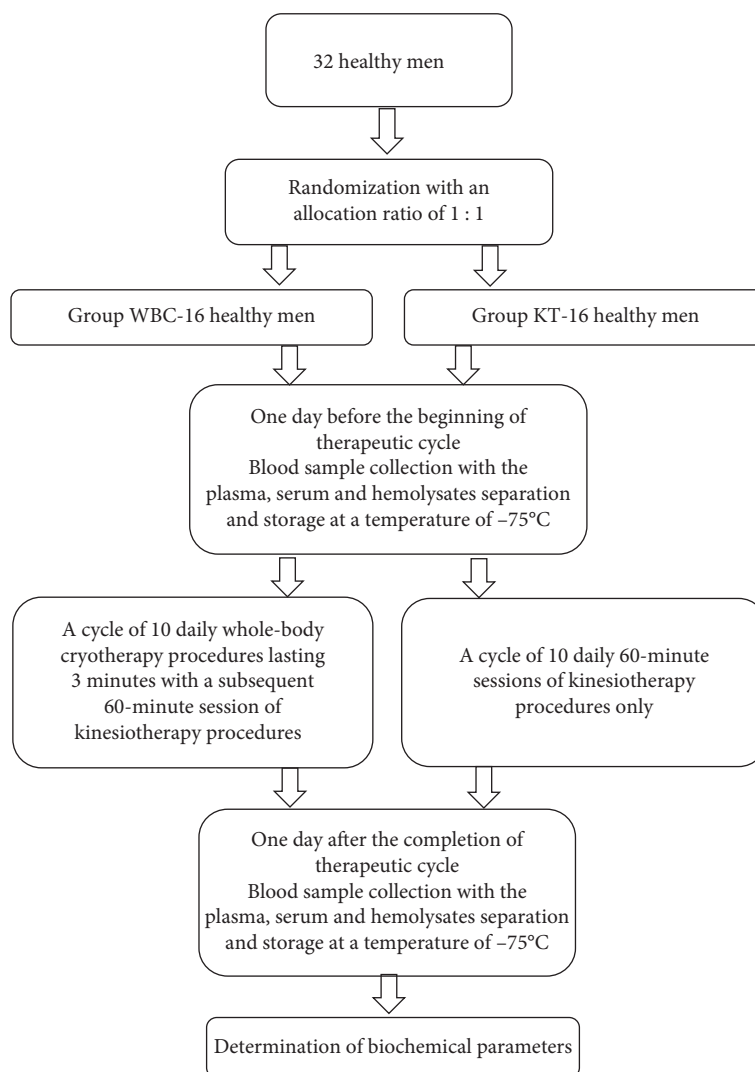 32 healthy men
Randomization with an
allocation ratio of 1 : 1
Group WBC-16 healthy men
Group KT-16 healthy men
One day before the beginning of
therapeutic cycle
Blood sample collection with the
plasma, serum and hemolysates separation
and storage at a temperature of –75°C
A cycle of 10 daily whole-body
cryotherapy procedures lasting
3 minutes with a subsequent
60-minute session of
kinesiotherapy procedures
A cycle of 10 daily 60-minute
sessions of kinesiotherapy
procedures only
One day after the completion of
therapeutic cycle
Blood sample collection with the
plasma, serum and hemolysates separation
and storage at a temperature of –75°C
Determination of biochemical parameters